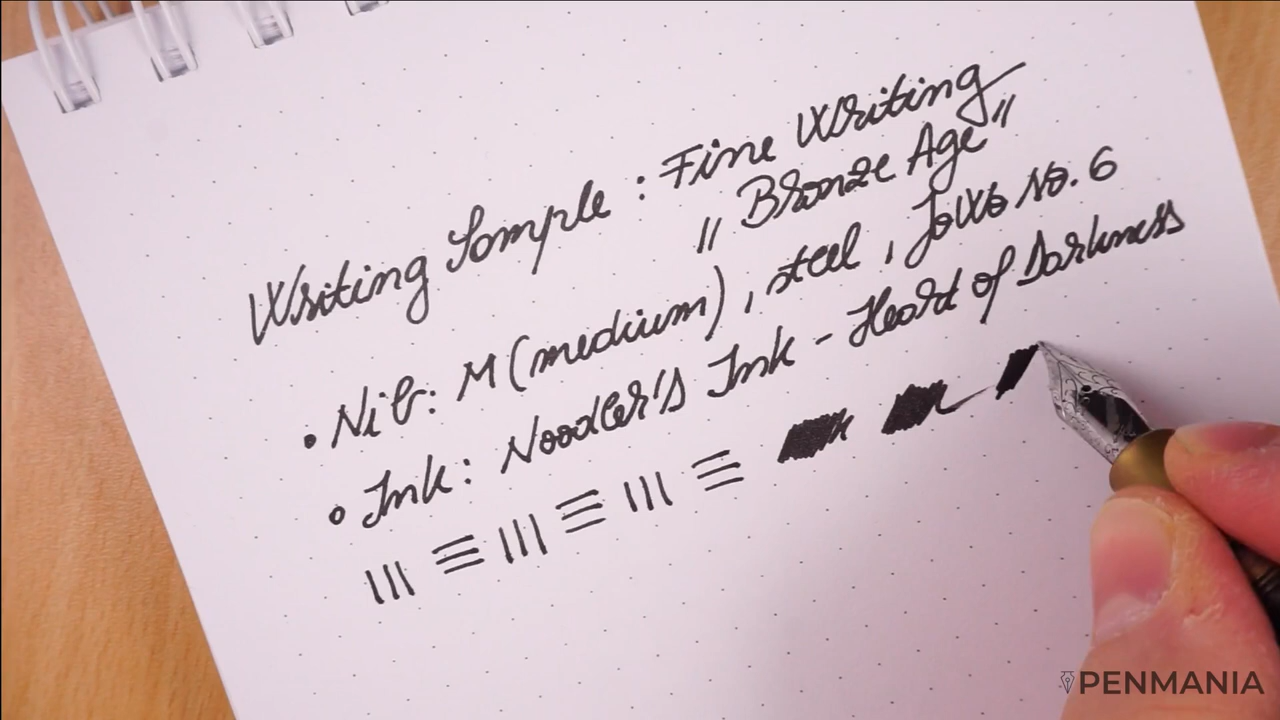 Writing Sample : Fine Writing
"Bronze Age"
• Nib: M (medium), steel, JoWo No. 6
• Ink: Noodler's Ink - Heart of Darkness
PENMANIA